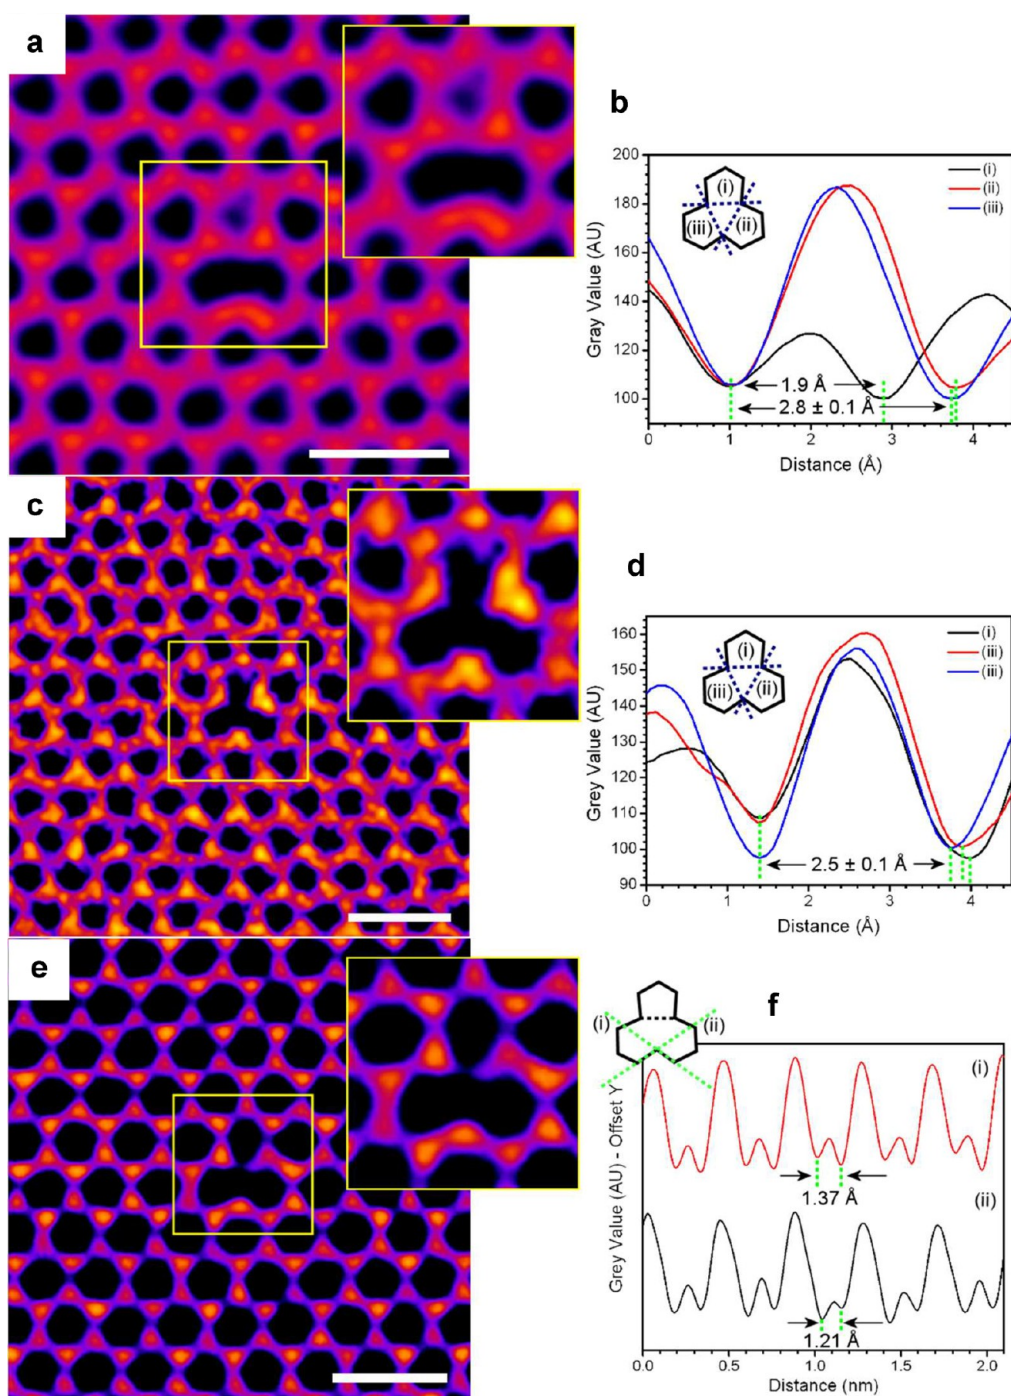 a
b
200
180
160
140
120
100
Gray Value (AU)
(i)
(ii)
(iii)
(i)
(iii)
(ii)
1.9 Å
2.8 ± 0.1 Å
0
1
2
3
4
Distance (Å)
c
d
160
150
140
130
120
110
100
90
Grey Value (AU)
(i)
(iii)
(iii)
(i)
(iii)
(ii)
2.5 ± 0.1 Å
0
1
2
3
4
Distance (Å)
e
f
(i)
(ii)
Grey Value (AU) - Offset Y
(i)
1.37 Å
(ii)
1.21 Å
0.0
0.5
1.0
1.5
2.0
Distance (nm)